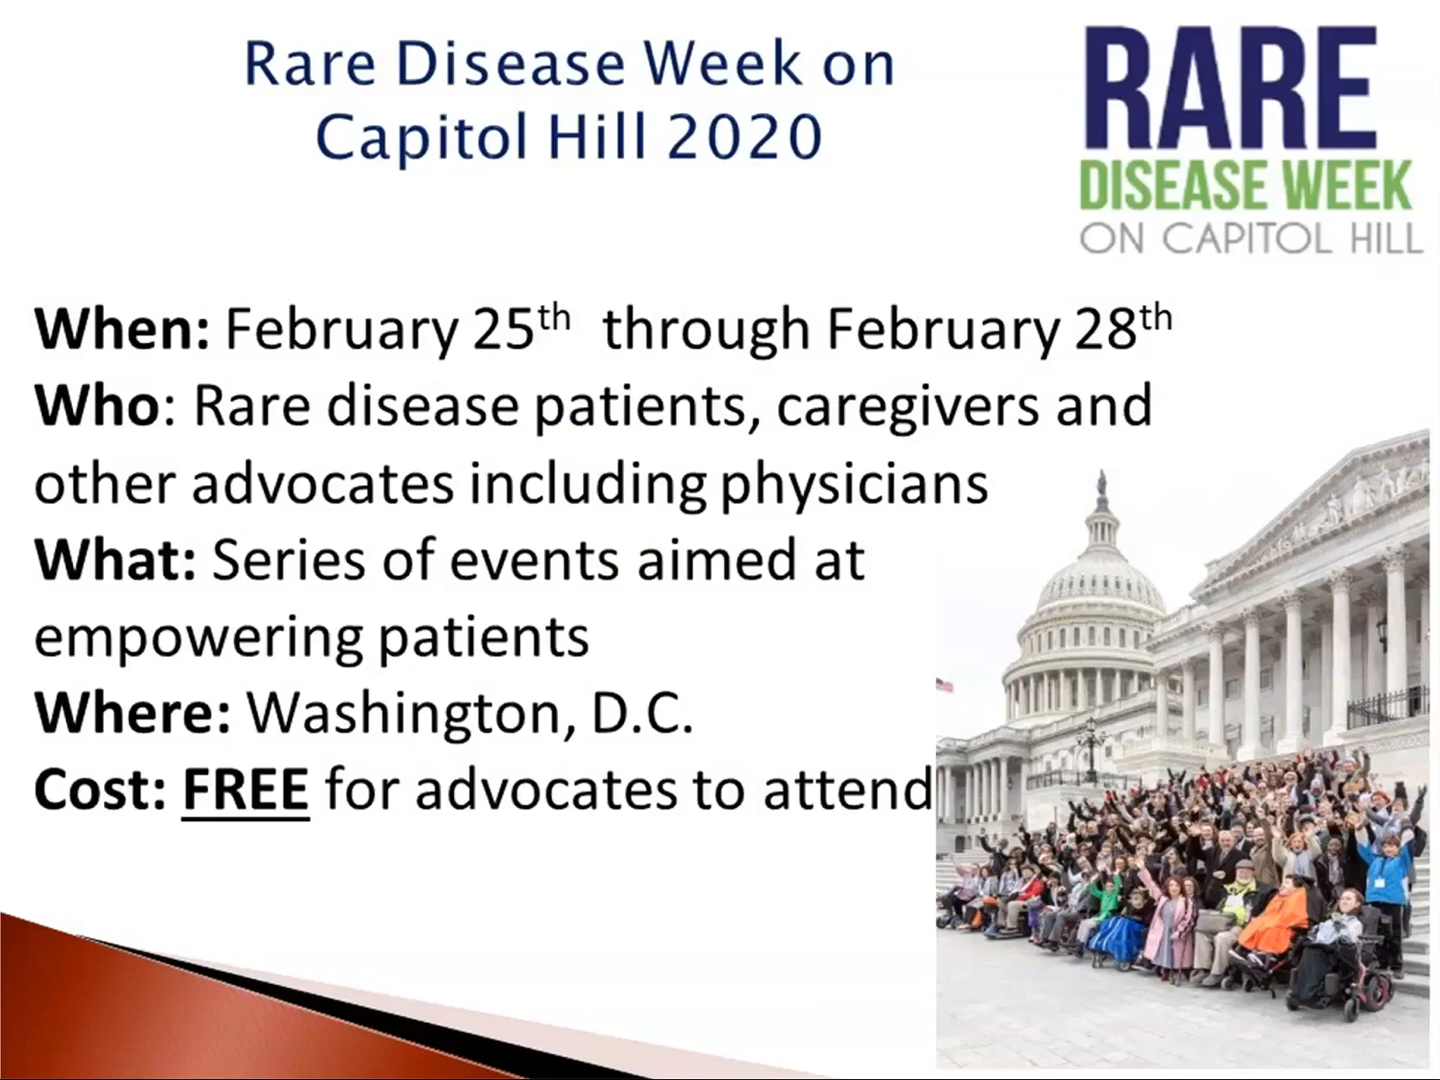 Rare Disease Week on
Capitol Hill 2020
RARE
DISEASE WEEK
ON CAPITOL HILL
When: February 25th through February 28th
Who: Rare disease patients, caregivers and
other advocates including physicians
What: Series of events aimed at
empowering patients
Where: Washington, D.C.
Cost: FREE for advocates to attend